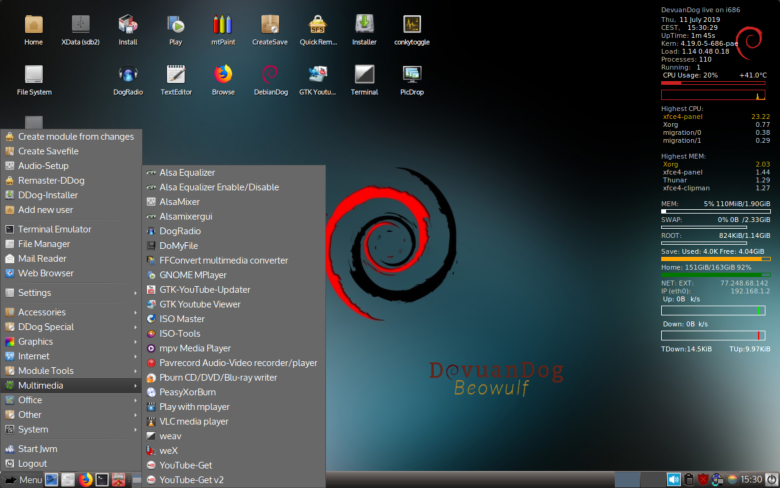 Home
XData (sdb2)
Install
Play
mtPaint
CreateSave
Quick Rem...
Installer
conkytoggle
File System
DogRadio
TextEditor
Browse
DebianDog
GTK Youtu...
Terminal
PicDrop
DevuanDog live on i686
Thu, 11 July 2019
CEST, 15:30:29
UpTime: 1m 45s
Kern: 4.19.0-5-686-pae
Load: 1.14 0.48 0.18
Processes: 110
Running: 1
CPU Usage: 20% +41.0°C
Highest CPU:
xfce4-panel 23.22
Xorg 0.77
migration/0 0.38
migration/1 0.29
Highest MEM:
Xorg 2.03
xfce4-panel 1.44
Thunar 1.29
xfce4-clipman 1.27
MEM: 5% 110MiB/1.90GiB
SWAP: 0% 0B /2.33GiB
ROOT: 824KiB/1.14GiB
Save: Used: 4.0K Free: 4.04GiB
Home: 151GiB/163GiB 92%
NET: EXT: 77.248.68.142
IP (eth0): 192.168.1.2
Up: 0B k/s
Down: 0B k/s
TDown:14.5KiB TUp:9.97KiB
Create module from changes
Create Savefile
Audio-Setup
Remaster-DDog
DDog-Installer
Add new user
Terminal Emulator
File Manager
Mail Reader
Web Browser
Settings
Accessories
DDog Special
Graphics
Internet
Module Tools
Multimedia
Office
Other
System
Start Jwm
Logout
Alsa Equalizer
Alsa Equalizer Enable/Disable
AlsaMixer
Alsamixergui
DogRadio
DoMyFile
FFConvert multimedia converter
GNOME MPlayer
GTK-YouTube-Updater
GTK Youtube Viewer
ISO Master
ISO-Tools
mpv Media Player
Pavrecord Audio-Video recorder/player
Pburn CD/DVD/Blu-ray writer
PeasyXorBurn
Play with mplayer
VLC media player
weav
weX
YouTube-Get
YouTube-Get v2
DevuanDog
Beowulf
Menu
15:30